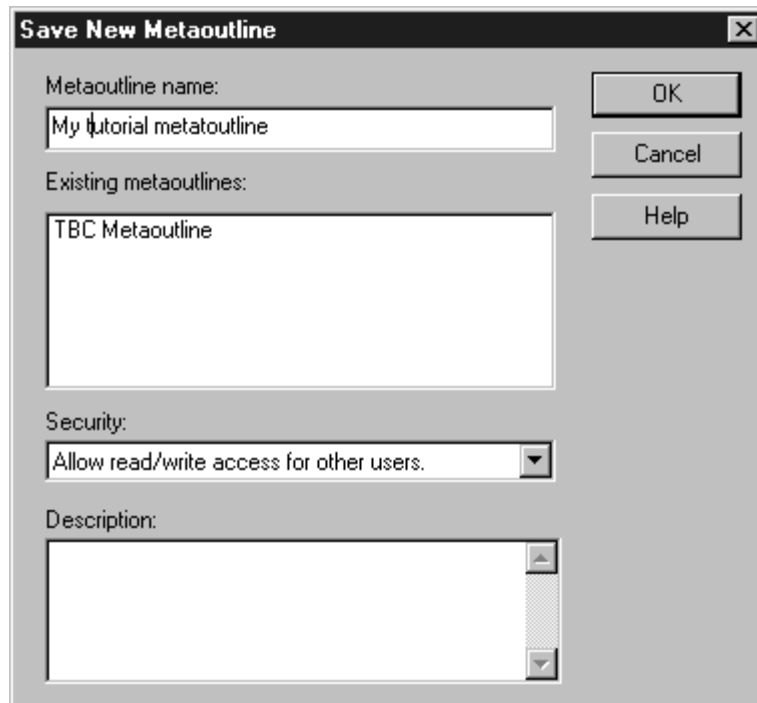 Save New Metaoutline
Metaoutline name:
OK
My tutorial metatoutline
Cancel
Existing metaoutlines:
Help
TBC Metaoutline
Security:
Allow read/write access for other users.
Description: